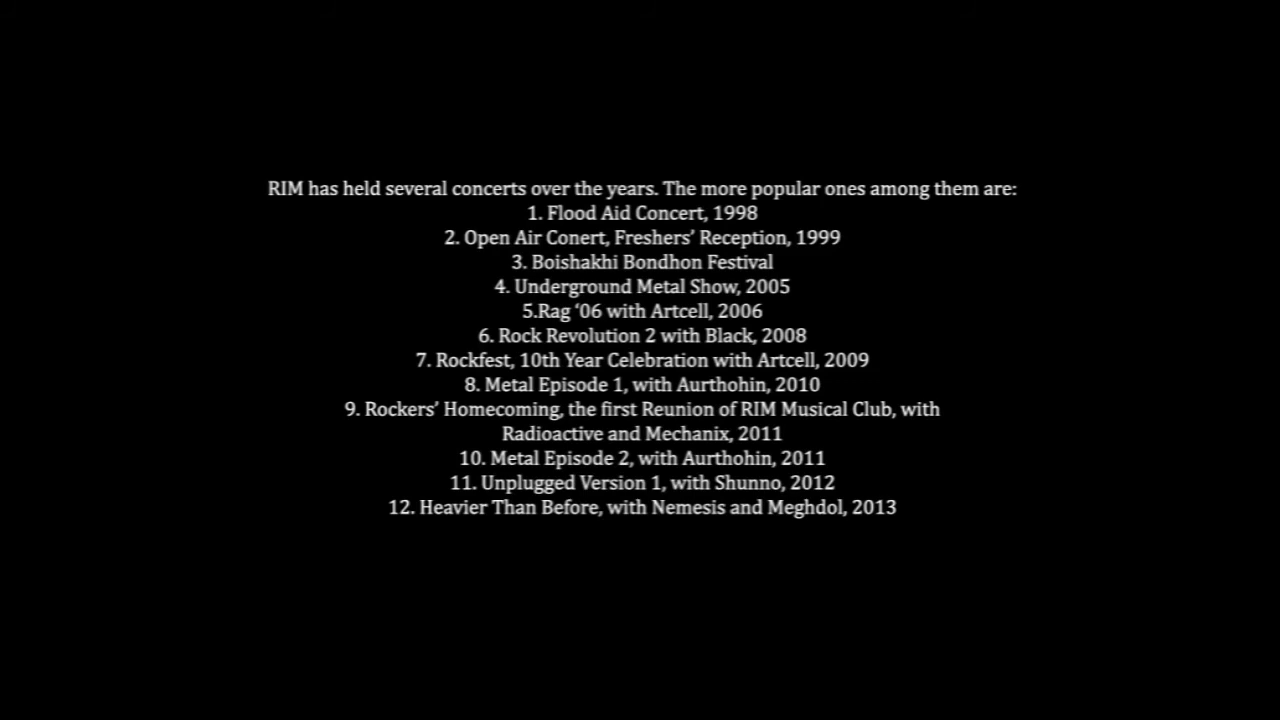 RIM has held several concerts over the years. The more popular ones among them are:
1. Flood Aid Concert, 1998
2. Open Air Conert, Freshers’ Reception, 1999
3. Boishakhi Bondhon Festival
4. Underground Metal Show, 2005
5.Rag ‘06 with Artcell, 2006
6. Rock Revolution 2 with Black, 2008
7. Rockfest, 10th Year Celebration with Artcell, 2009
8. Metal Episode 1, with Aurthohin, 2010
9. Rockers’ Homecoming, the first Reunion of RIM Musical Club, with
Radioactive and Mechanix, 2011
10. Metal Episode 2, with Aurthohin, 2011
11. Unplugged Version 1, with Shunno, 2012
12. Heavier Than Before, with Nemesis and Meghdol, 2013